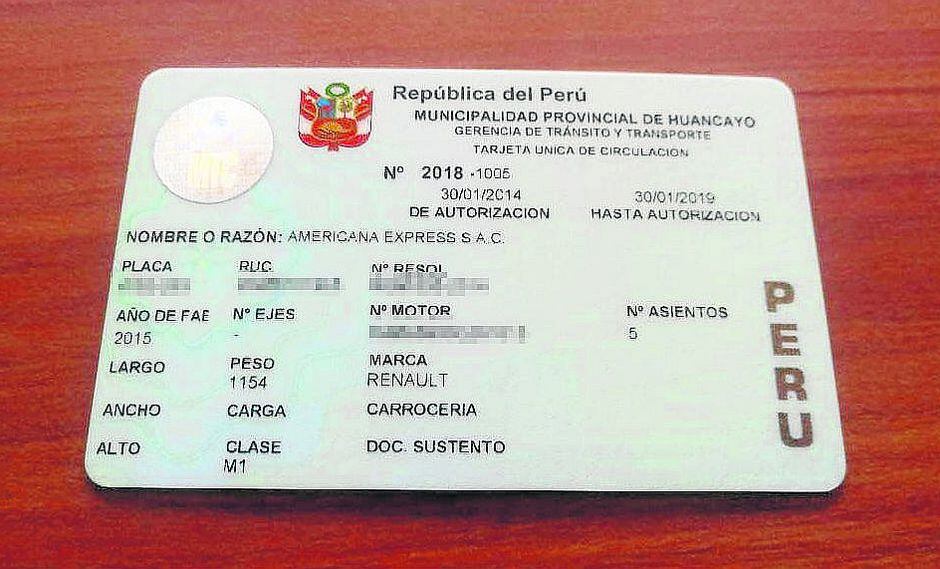 República del Perú
MUNICIPALIDAD PROVINCIAL DE HUANCAYO
GERENCIA DE TRÁNSITO Y TRANSPORTE
TARJETA UNICA DE CIRCULACION
Nº 2018 -1005
30/01/2014 30/01/2019
DE AUTORIZACION HASTA AUTORIZACION
NOMBRE O RAZÓN: AMERICANA EXPRESS S A.C.
PLACA RUC Nº RESOL
AÑO DE FAB Nº EJES Nº MOTOR Nº ASIENTOS
2015 - 5
LARGO PESO MARCA
1154 RENAULT
ANCHO CARGA CARROCERIA
ALTO CLASE DOC. SUSTENTO
M1
PERU